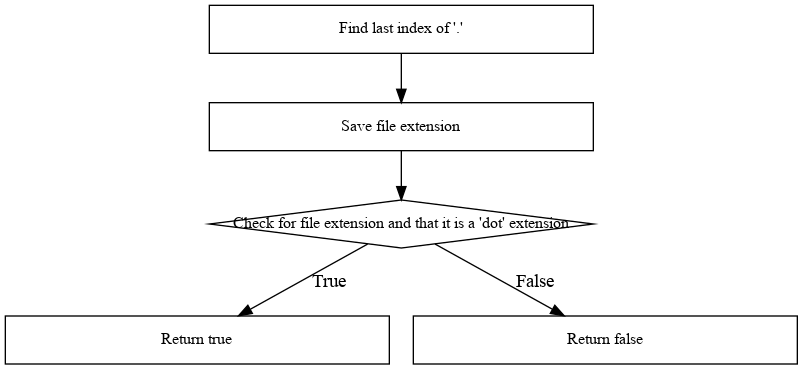 Find last index of '.'
Save file extension
Check for file extension and that it is a 'dot' extension
True
False
Return true
Return false